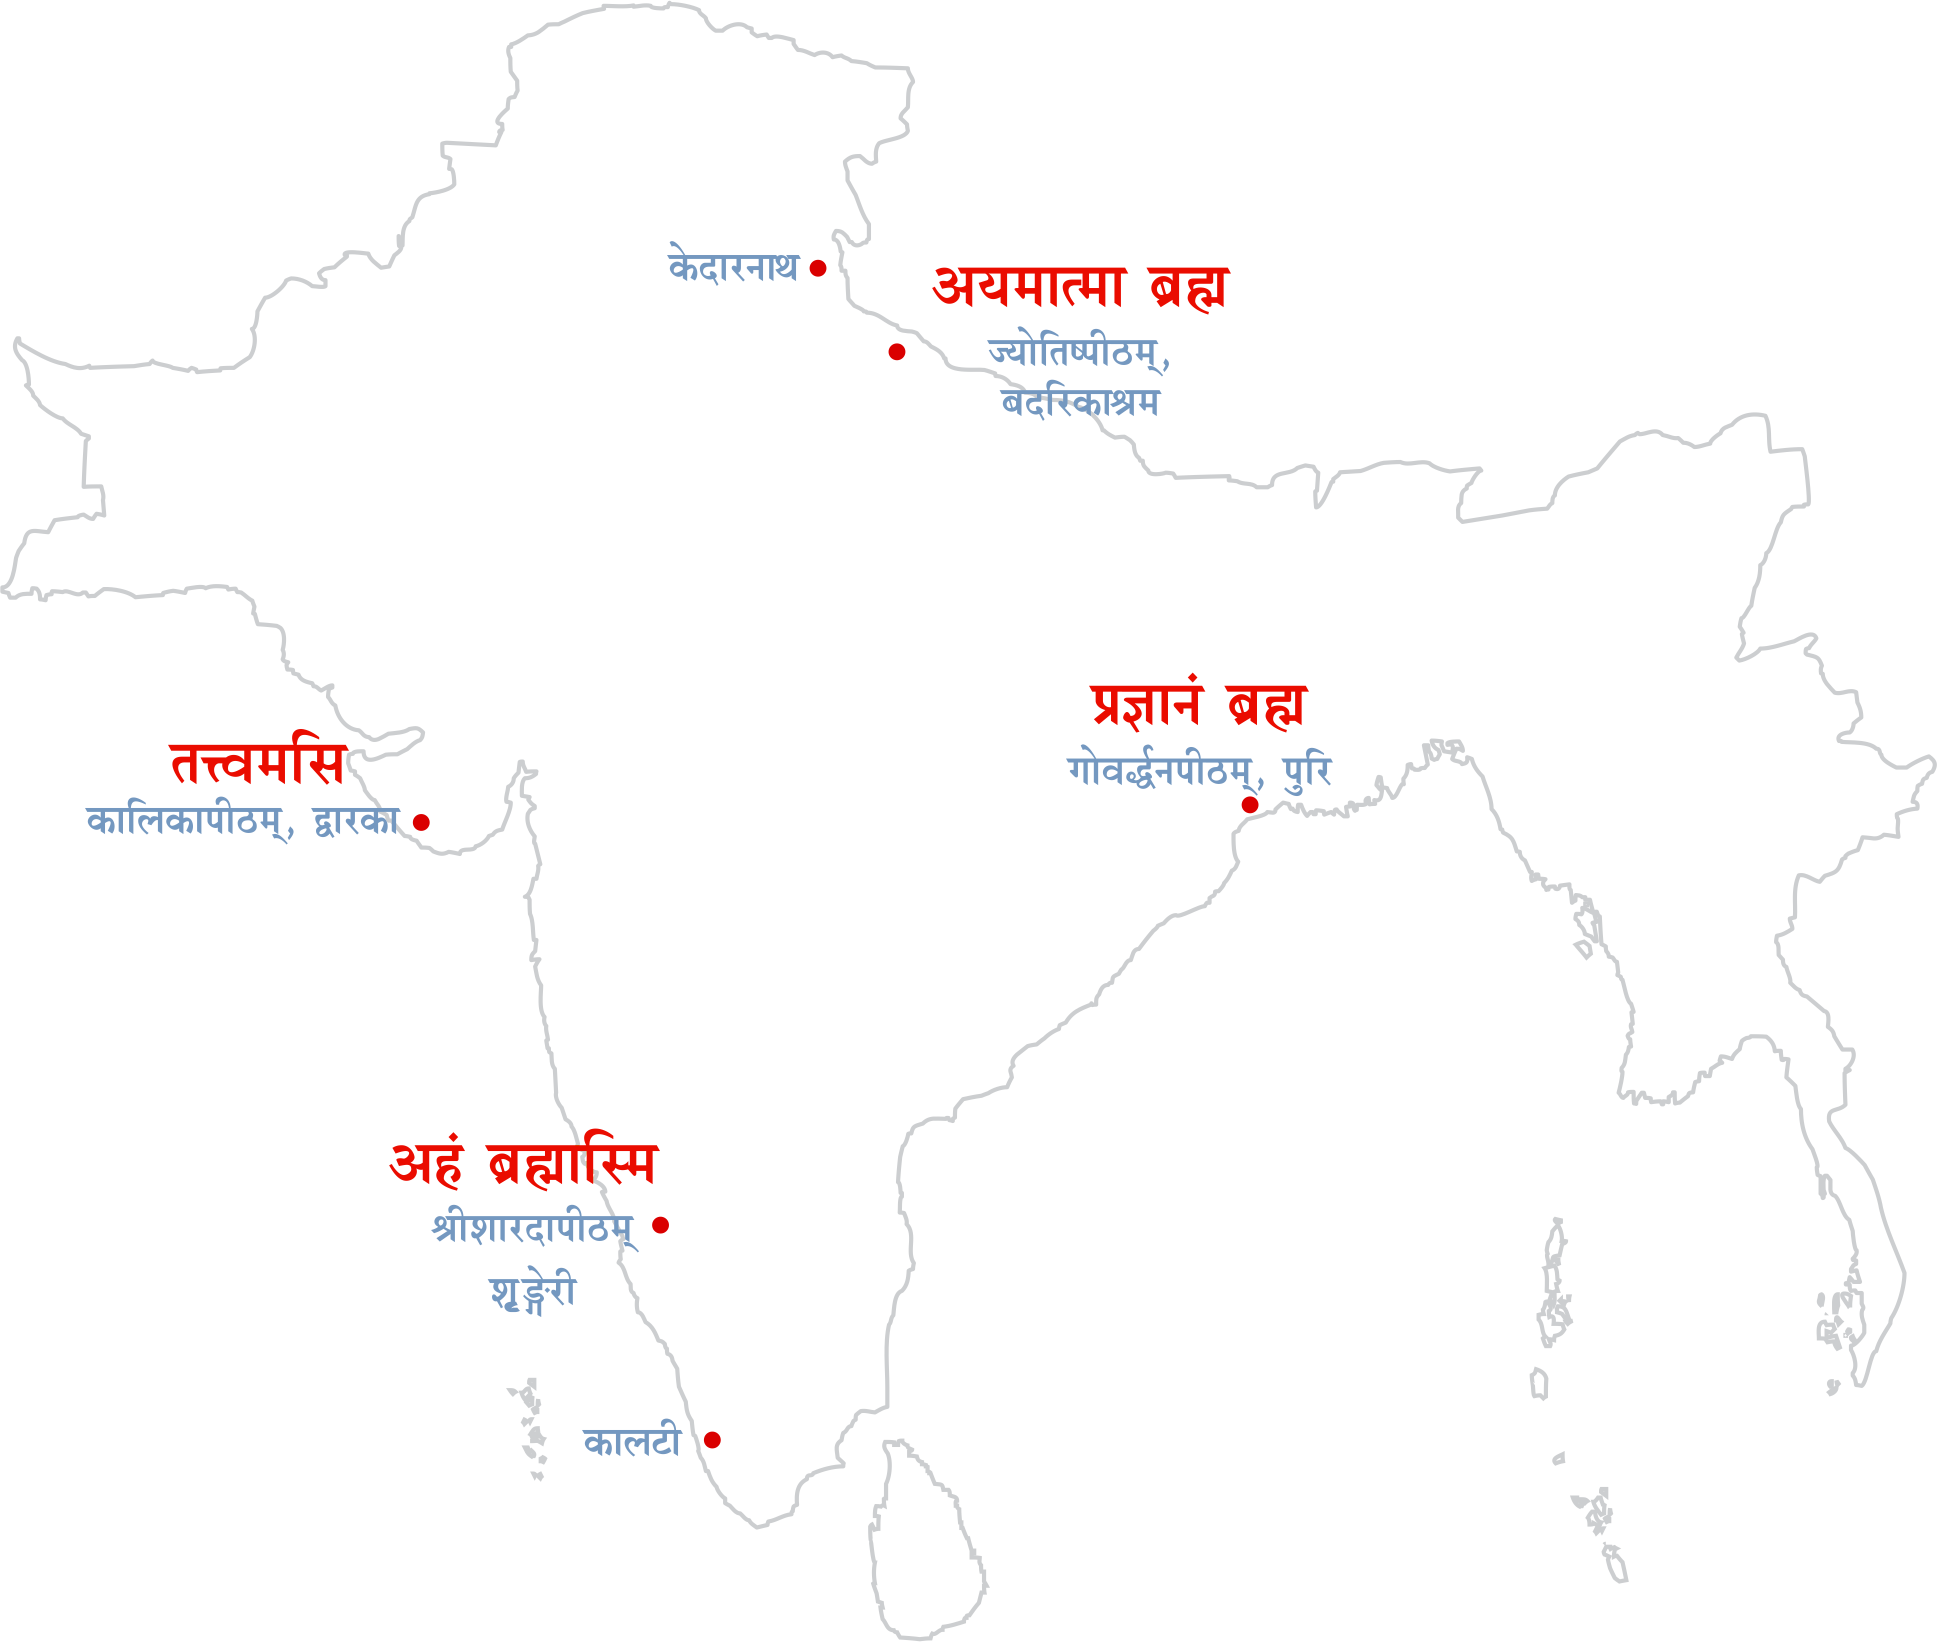 केदारनाथ
अयमात्मा ब्रह्म
ज्योतिष्पीठम्,
बदरिकाश्रम
प्रज्ञानं ब्रह्म
गोवर्द्धनपीठम्, पुरि
तत्त्वमसि
कालिकापीठम्, द्वारका
अहं ब्रह्मास्मि
श्रीशारदापीठम्
शृङ्गेरी
कालटी